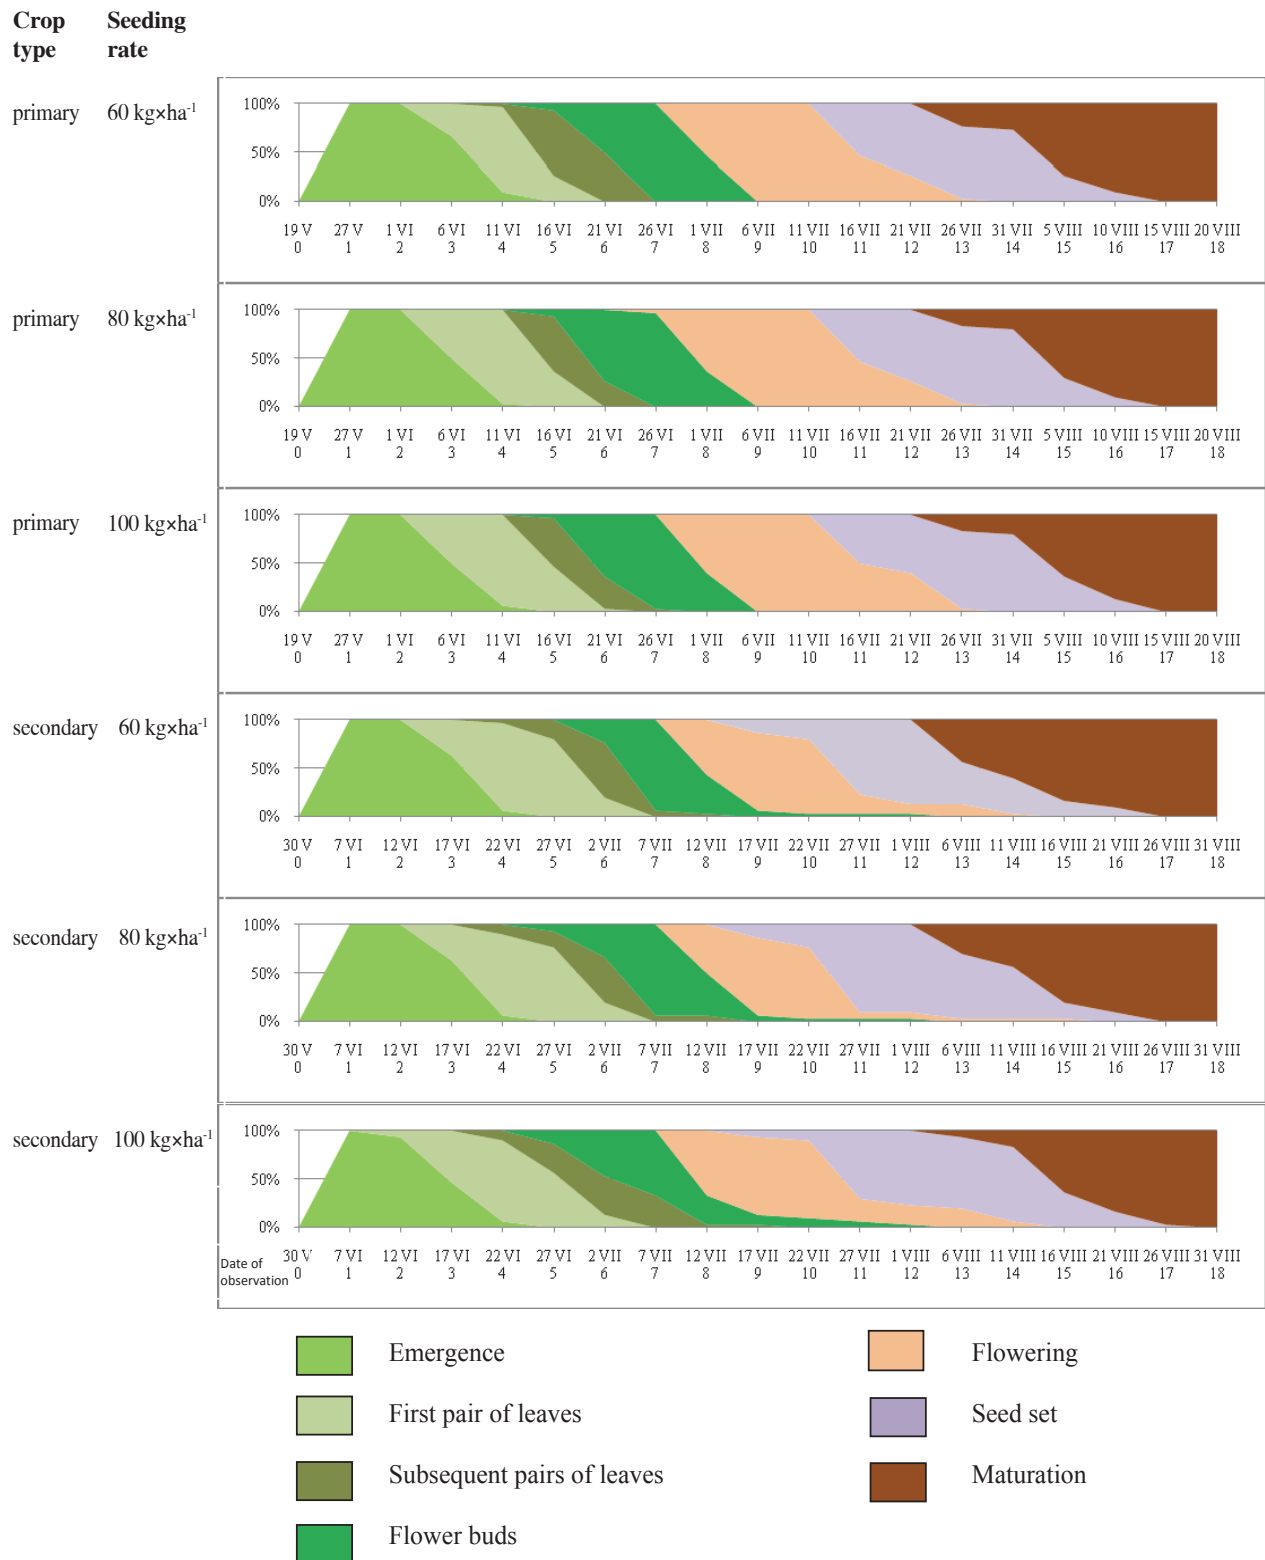 Crop type
Seeding rate
primary 60 kg×ha⁻¹
100%
50%
0%
19 V 27 V 1 VI 6 VI 11 VI 16 VI 21 VI 26 VI 1 VII 6 VII 11 VII 16 VII 21 VII 26 VII 31 VII 5 VIII 10 VIII 15 VIII 20 VIII
0 1 2 3 4 5 6 7 8 9 10 11 12 13 14 15 16 17 18
primary 80 kg×ha⁻¹
100%
50%
0%
19 V 27 V 1 VI 6 VI 11 VI 16 VI 21 VI 26 VI 1 VII 6 VII 11 VII 16 VII 21 VII 26 VII 31 VII 5 VIII 10 VIII 15 VIII 20 VIII
0 1 2 3 4 5 6 7 8 9 10 11 12 13 14 15 16 17 18
primary 100 kg×ha⁻¹
100%
50%
0%
19 V 27 V 1 VI 6 VI 11 VI 16 VI 21 VI 26 VI 1 VII 6 VII 11 VII 16 VII 21 VII 26 VII 31 VII 5 VIII 10 VIII 15 VIII 20 VIII
0 1 2 3 4 5 6 7 8 9 10 11 12 13 14 15 16 17 18
secondary 60 kg×ha⁻¹
100%
50%
0%
30 V 7 VI 12 VI 17 VI 22 VI 27 VI 2 VII 7 VII 12 VII 17 VII 22 VII 27 VII 1 VIII 6 VIII 11 VIII 16 VIII 21 VIII 26 VIII 31 VIII
0 1 2 3 4 5 6 7 8 9 10 11 12 13 14 15 16 17 18
secondary 80 kg×ha⁻¹
100%
50%
0%
30 V 7 VI 12 VI 17 VI 22 VI 27 VI 2 VII 7 VII 12 VII 17 VII 22 VII 27 VII 1 VIII 6 VIII 11 VIII 16 VIII 21 VIII 26 VIII 31 VIII
0 1 2 3 4 5 6 7 8 9 10 11 12 13 14 15 16 17 18
secondary 100 kg×ha⁻¹
100%
50%
0%
30 V 7 VI 12 VI 17 VI 22 VI 27 VI 2 VII 7 VII 12 VII 17 VII 22 VII 27 VII 1 VIII 6 VIII 11 VIII 16 VIII 21 VIII 26 VIII 31 VIII
0 1 2 3 4 5 6 7 8 9 10 11 12 13 14 15 16 17 18
Date of
observation
Emergence
First pair of leaves
Subsequent pairs of leaves
Flower buds
Flowering
Seed set
Maturation